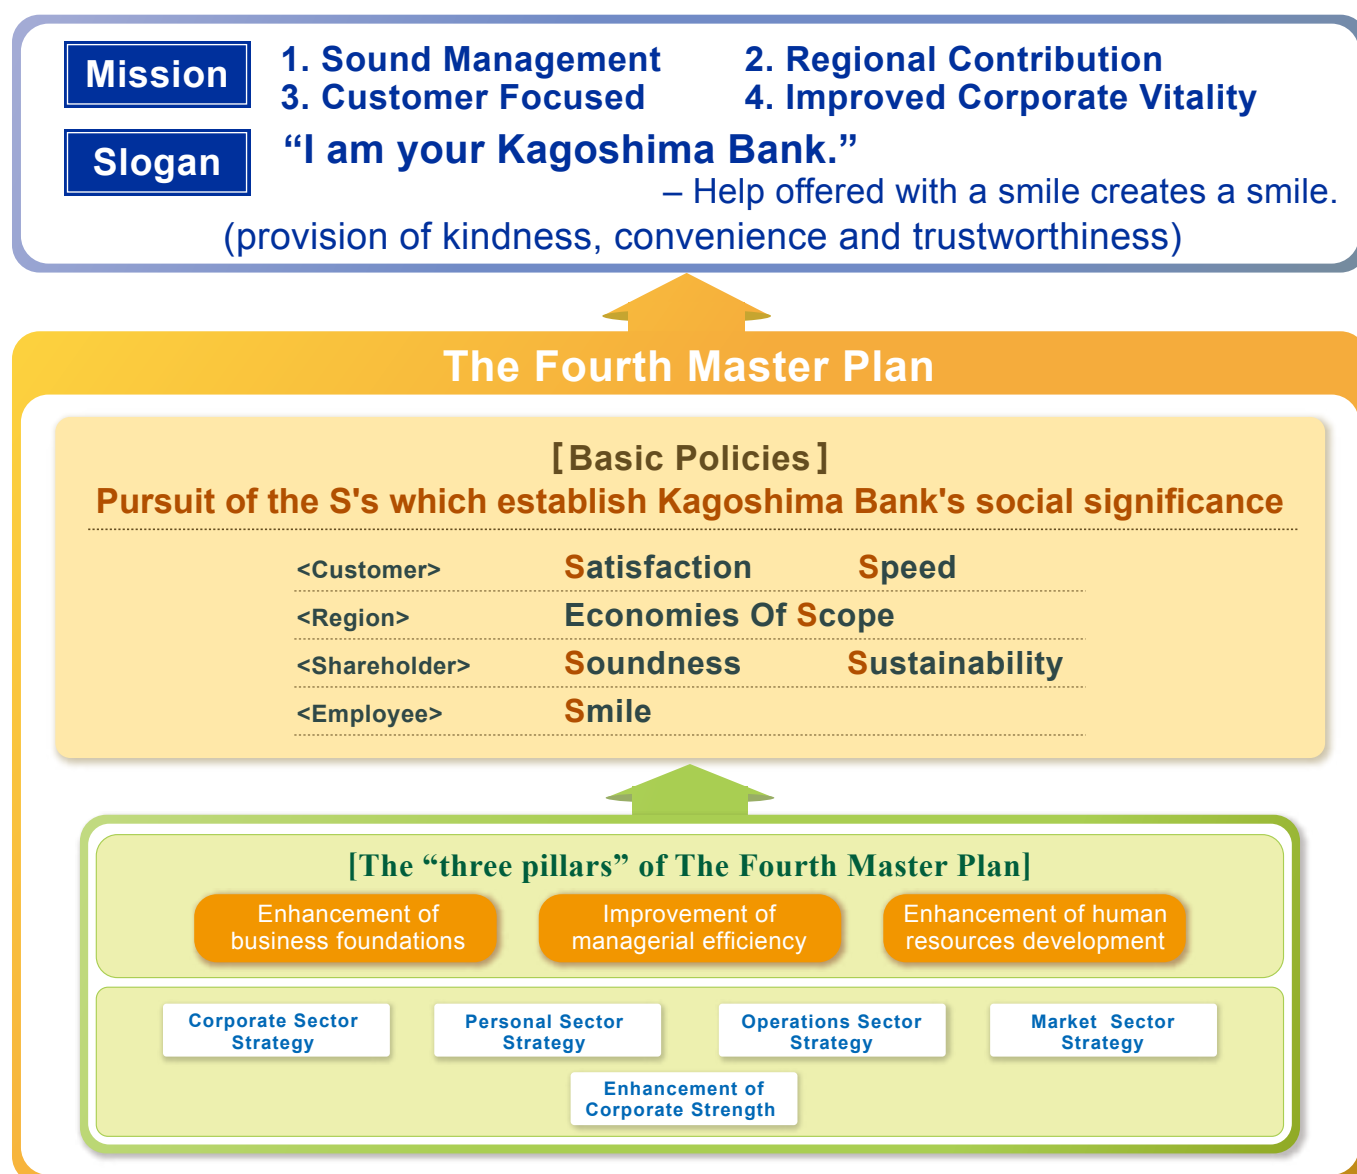 Mission
1. Sound Management 2. Regional Contribution
3. Customer Focused 4. Improved Corporate Vitality
Slogan
“I am your Kagoshima Bank.”
– Help offered with a smile creates a smile.
(provision of kindness, convenience and trustworthiness)
The Fourth Master Plan
[Basic Policies]
Pursuit of the S's which establish Kagoshima Bank's social significance
<Customer> Satisfaction Speed
<Region> Economies Of Scope
<Shareholder> Soundness Sustainability
<Employee> Smile
[The “three pillars” of The Fourth Master Plan]
Enhancement of
business foundations
Improvement of
managerial efficiency
Enhancement of human
resources development
Corporate Sector
Strategy
Personal Sector
Strategy
Operations Sector
Strategy
Market Sector
Strategy
Enhancement of
Corporate Strength